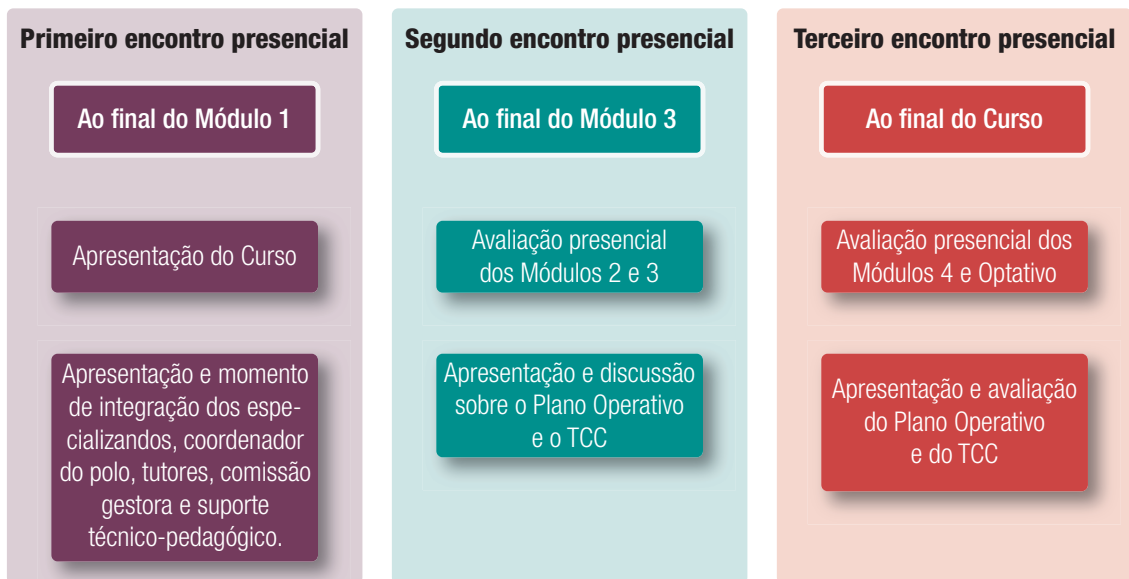 Primeiro encontro presencial
Ao final do Módulo 1
Apresentação do Curso
Apresentação e momento
de integração dos espe-
cializandos, coordenador
do polo, tutores, comissão
gestora e suporte
técnico-pedagógico.
Segundo encontro presencial
Ao final do Módulo 3
Avaliação presencial
dos Módulos 2 e 3
Apresentação e discussão
sobre o Plano Operativo
e o TCC
Terceiro encontro presencial
Ao final do Curso
Avaliação presencial dos
Módulos 4 e Optativo
Apresentação e avaliação
do Plano Operativo
e do TCC